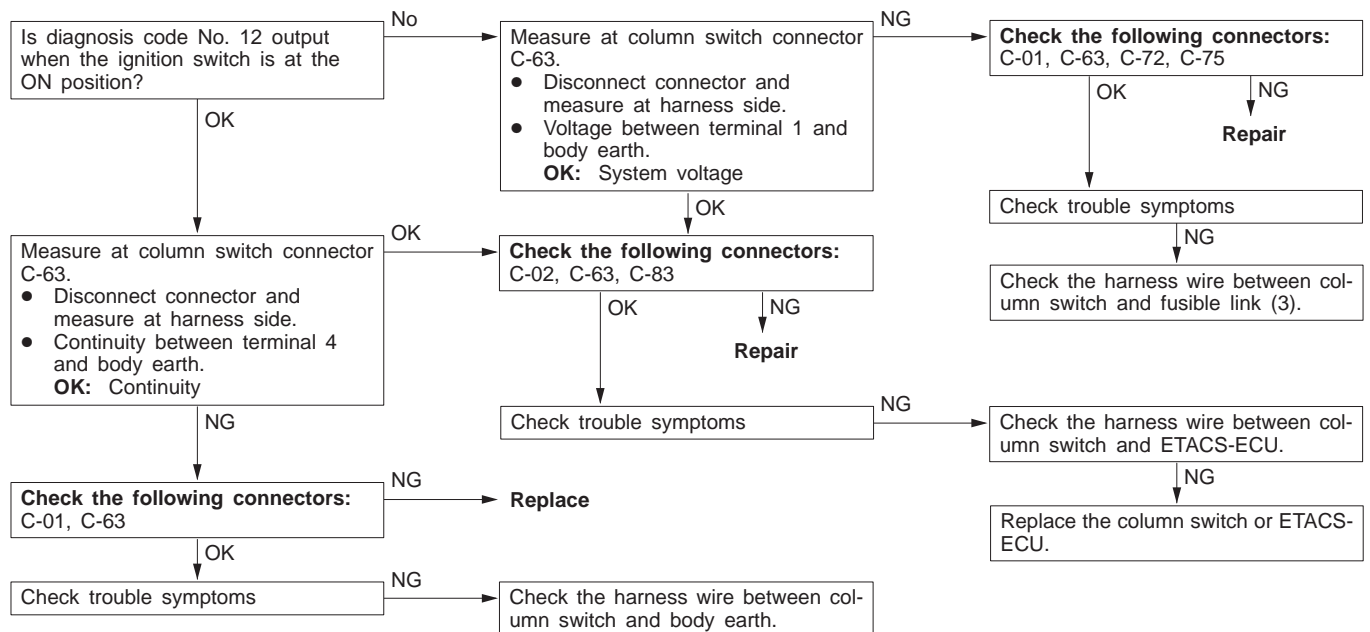 Is diagnosis code No. 12 output
when the ignition switch is at the
ON position?
No
OK
Measure at column switch connector
C-63.
● Disconnect connector and
measure at harness side.
● Voltage between terminal 1 and
body earth.
OK: System voltage
NG
OK
Check the following connectors:
C-01, C-63, C-72, C-75
OK
NG
Repair
Check trouble symptoms
NG
Check the harness wire between col-
umn switch and fusible link (3).
Measure at column switch connector
C-63.
● Disconnect connector and
measure at harness side.
● Continuity between terminal 4
and body earth.
OK: Continuity
OK
NG
Check the following connectors:
C-02, C-63, C-83
OK
NG
Repair
Check trouble symptoms
NG
Check the harness wire between col-
umn switch and ETACS-ECU.
NG
Replace the column switch or ETACS-
ECU.
Check the following connectors:
C-01, C-63
NG
Replace
OK
Check trouble symptoms
NG
Check the harness wire between col-
umn switch and body earth.